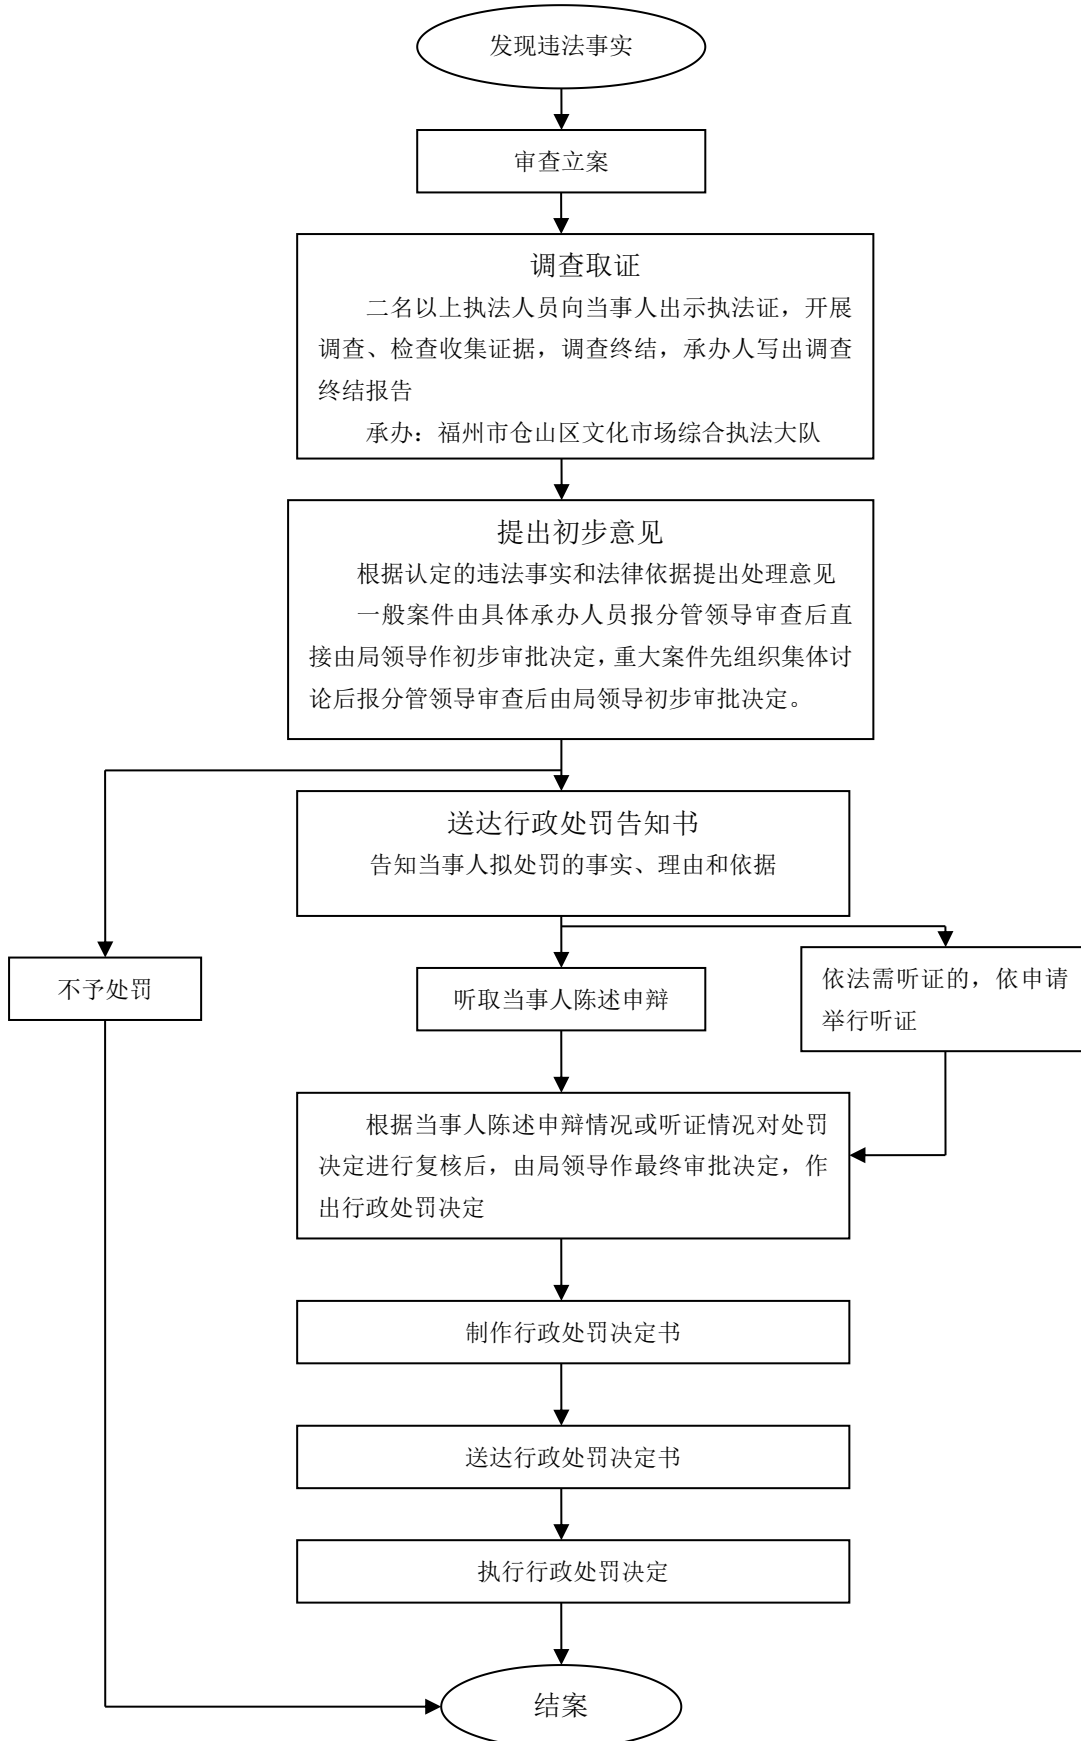 发现违法事实
审查立案
调查取证
二名以上执法人员向当事人出示执法证，开展
调查、检查收集证据，调查终结，承办人写出调查
终结报告
承办：福州市仓山区文化市场综合执法大队
提出初步意见
根据认定的违法事实和法律依据提出处理意见
一般案件由具体承办人员报分管领导审查后直
接由局领导作初步审批决定，重大案件先组织集体讨
论后报分管领导审查后由局领导初步审批决定。
送达行政处罚告知书
告知当事人拟处罚的事实、理由和依据
不予处罚
听取当事人陈述申辩
依法需听证的，依申请
举行听证
根据当事人陈述申辩情况或听证情况对处罚
决定进行复核后，由局领导作最终审批决定，作
出行政处罚决定
制作行政处罚决定书
送达行政处罚决定书
执行行政处罚决定
结案